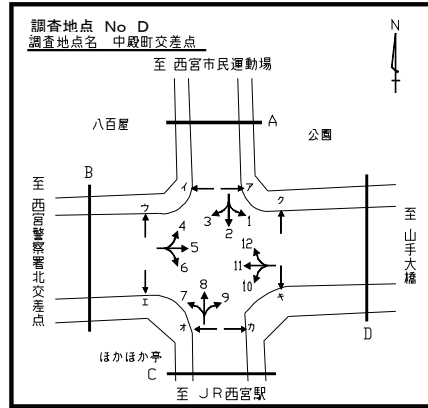 調査地点 No D
調査地点名 中殿町交差点
N
至 西宮市民運動場
A
八百屋
公園
B
イ
ア
ク
ウ
至 西宮警察署北交差点
3
2
1
4
5
6
12
11
10
至 山手大橋
エ
キ
7
8
9
オ
カ
D
ほかほか亭
C
至 JR西宮駅